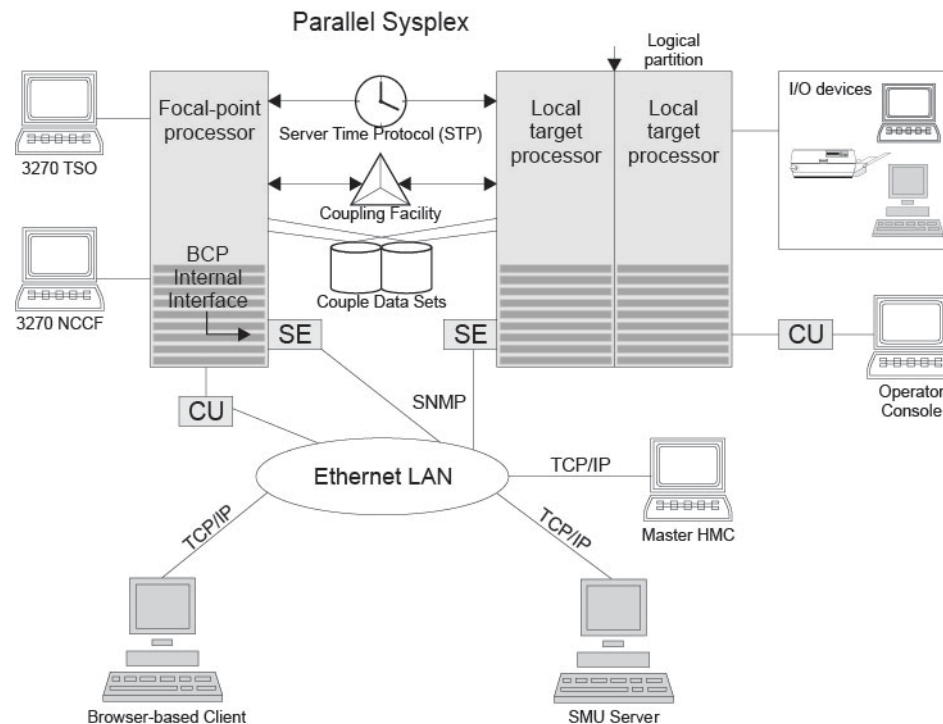 Parallel Sysplex
Logical
partition
3270 TSO
Focal-point
processor
Server Time Protocol (STP)
Local
target
processor
Local
target
processor
I/O devices
Coupling Facility
3270 NCCF
BCP
Internal
Interface
Couple Data Sets
SE
SE
CU
Operator
Console
CU
SNMP
Ethernet LAN
TCP/IP
Master HMC
TCP/IP
TCP/IP
Browser-based Client
SMU Server